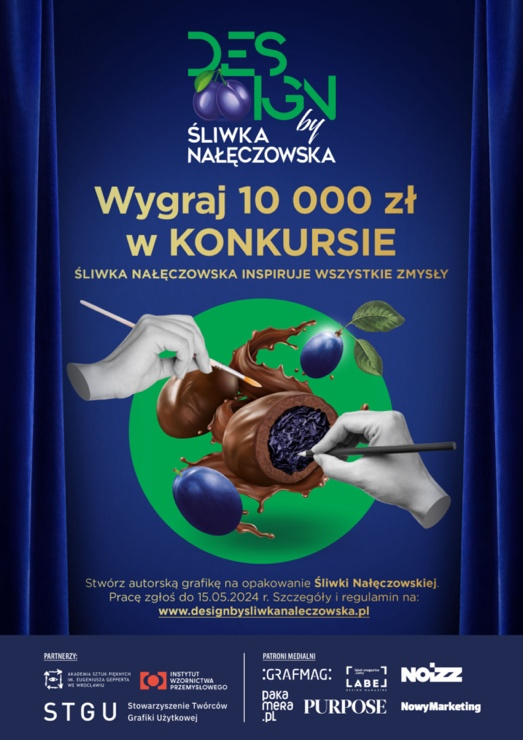 DES
IGN
by
ŚLIWKA
NAŁĘCZOWSKA
Wygraj 10 000 zł
w KONKURSIE
ŚLIWKA NAŁĘCZOWSKA INSPIRUJE WSZYSTKIE ZMYSŁY
Stwórz autorską grafikę na opakowanie Śliwki Nałęczowskiej.
Pracę zgłoś do 15.05.2024 r. Szczegóły i regulamin na:
www.designbysliwkanaleczowska.pl
PARTNERZY:
AKADEMIA SZTUK PIĘKNYCH
IM. EUGENIUSZA GEPPERTA
WE WROCŁAWIU
INSTYTUT
WZORNICTWA
PRZEMYSŁOWEGO
STGU
Stowarzyszenie Twórców
Grafiki Użytkowej
PATRONI MEDIALNI
:GRAFMAG:
LABEL
DESIGN MAGAZINE
NOIZZ
paka
mera
.pl
PURPOSE
NowyMarketing